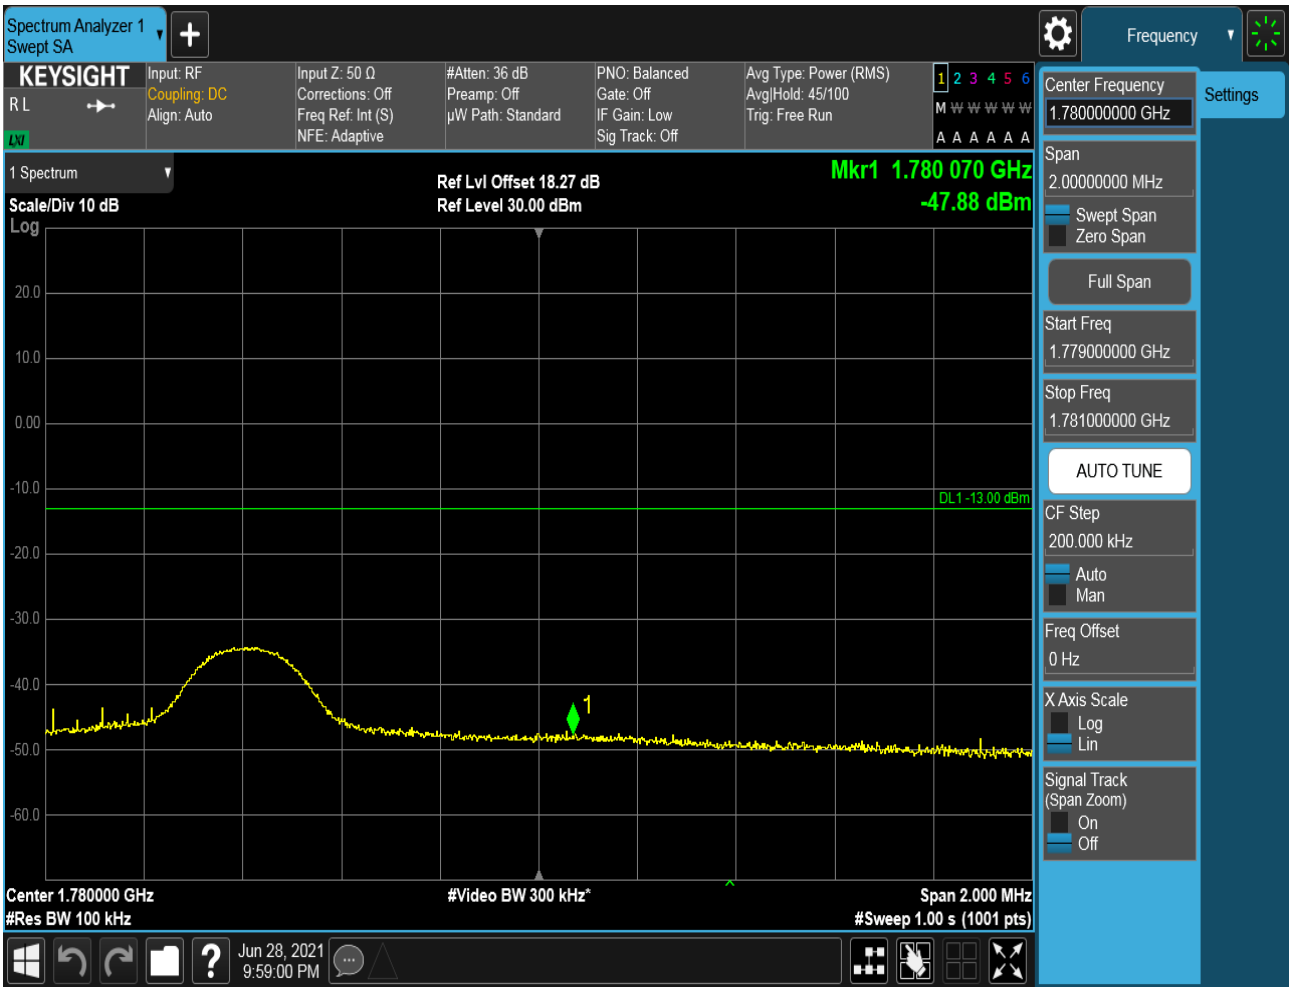 Spectrum Analyzer 1
Swept SA
Frequency
KEYSIGHT
R L
LXI
Input: RF
Coupling: DC
Align: Auto
Input Z: 50 Ω
Corrections: Off
Freq Ref: Int (S)
NFE: Adaptive
#Atten: 36 dB
Preamp: Off
µW Path: Standard
PNO: Balanced
Gate: Off
IF Gain: Low
Sig Track: Off
Avg Type: Power (RMS)
Avg|Hold: 45/100
Trig: Free Run
1 2 3 4 5 6
M W W W W W
A A A A A A
1 Spectrum
Scale/Div 10 dB
Log
Ref Lvl Offset 18.27 dB
Ref Level 30.00 dBm
Mkr1 1.780 070 GHz
-47.88 dBm
20.0
10.0
0.00
-10.0
DL1 -13.00 dBm
-20.0
-30.0
-40.0
1
-50.0
-60.0
Center 1.780000 GHz
#Video BW 300 kHz*
Span 2.000 MHz
#Res BW 100 kHz
#Sweep 1.00 s (1001 pts)
?
Jun 28, 2021
9:59:00 PM
Center Frequency
1.780000000 GHz
Settings
Span
2.00000000 MHz
Swept Span
Zero Span
Full Span
Start Freq
1.779000000 GHz
Stop Freq
1.781000000 GHz
AUTO TUNE
CF Step
200.000 kHz
Auto
Man
Freq Offset
0 Hz
X Axis Scale
Log
Lin
Signal Track
(Span Zoom)
On
Off